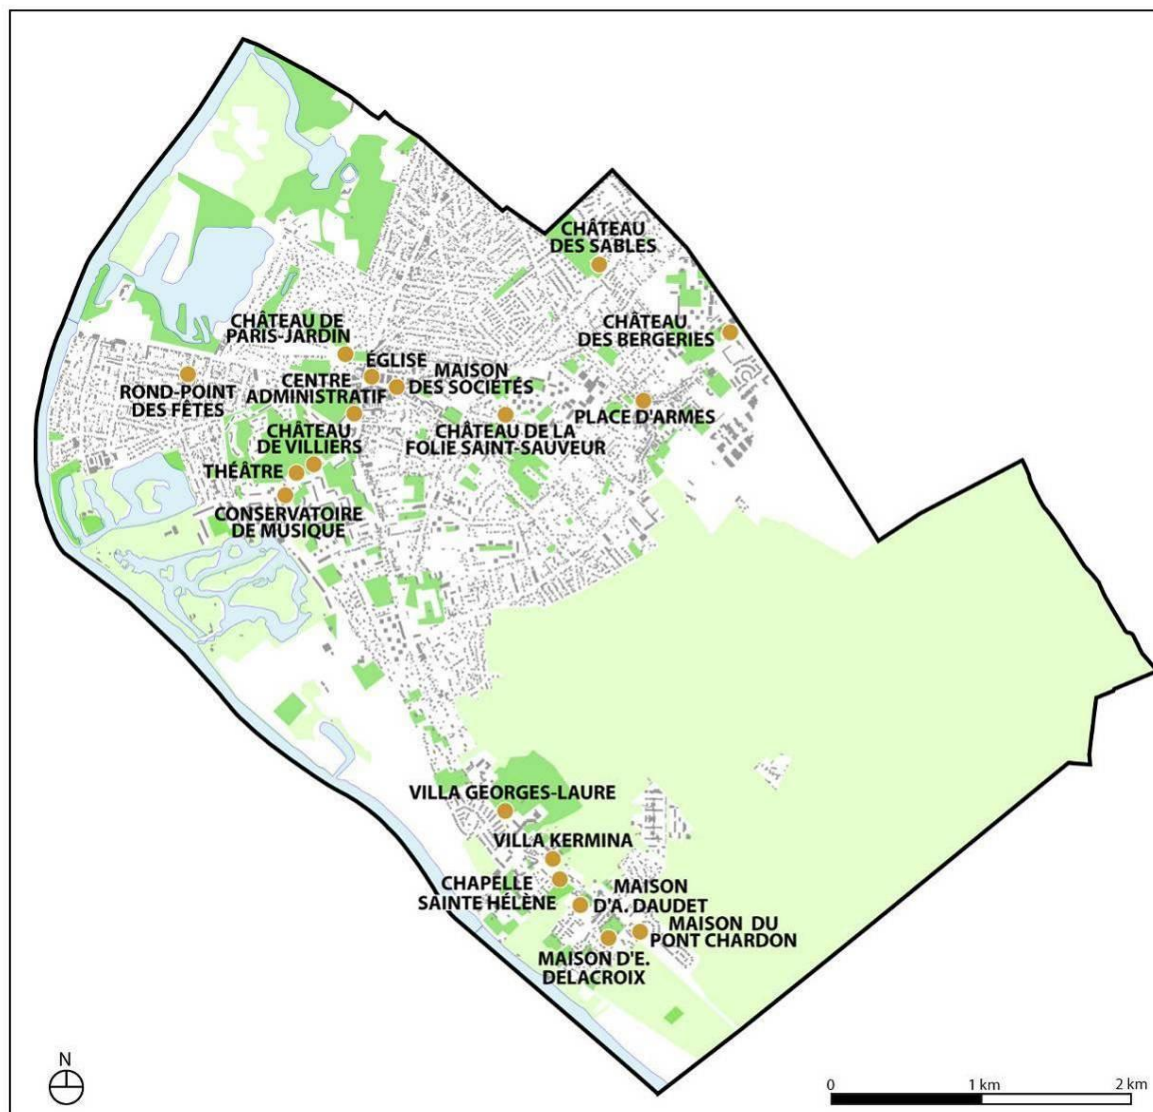 CHÂTEAU
DES SABLES
CHÂTEAU DE
PARIS-JARDIN
CHÂTEAU
DES BERGERIES
ÉGLISE
MAISON
DES SOCIÉTÉS
CENTRE
ADMINISTRATIF
ROND-POINT
DES FÊTES
PLACE D'ARMES
CHÂTEAU
DE VILLIERS
CHÂTEAU DE LA
FOLIE SAINT-SAUVEUR
THÉÂTRE
CONSERVATOIRE
DE MUSIQUE
VILLA GEORGES-LAURE
VILLA KERMINA
CHAPELLE
SAINTE HÉLÈNE
MAISON
D'A. DAUDET
MAISON DU
PONT CHARDON
MAISON D'E.
DELACROIX
N
0 1 km 2 km